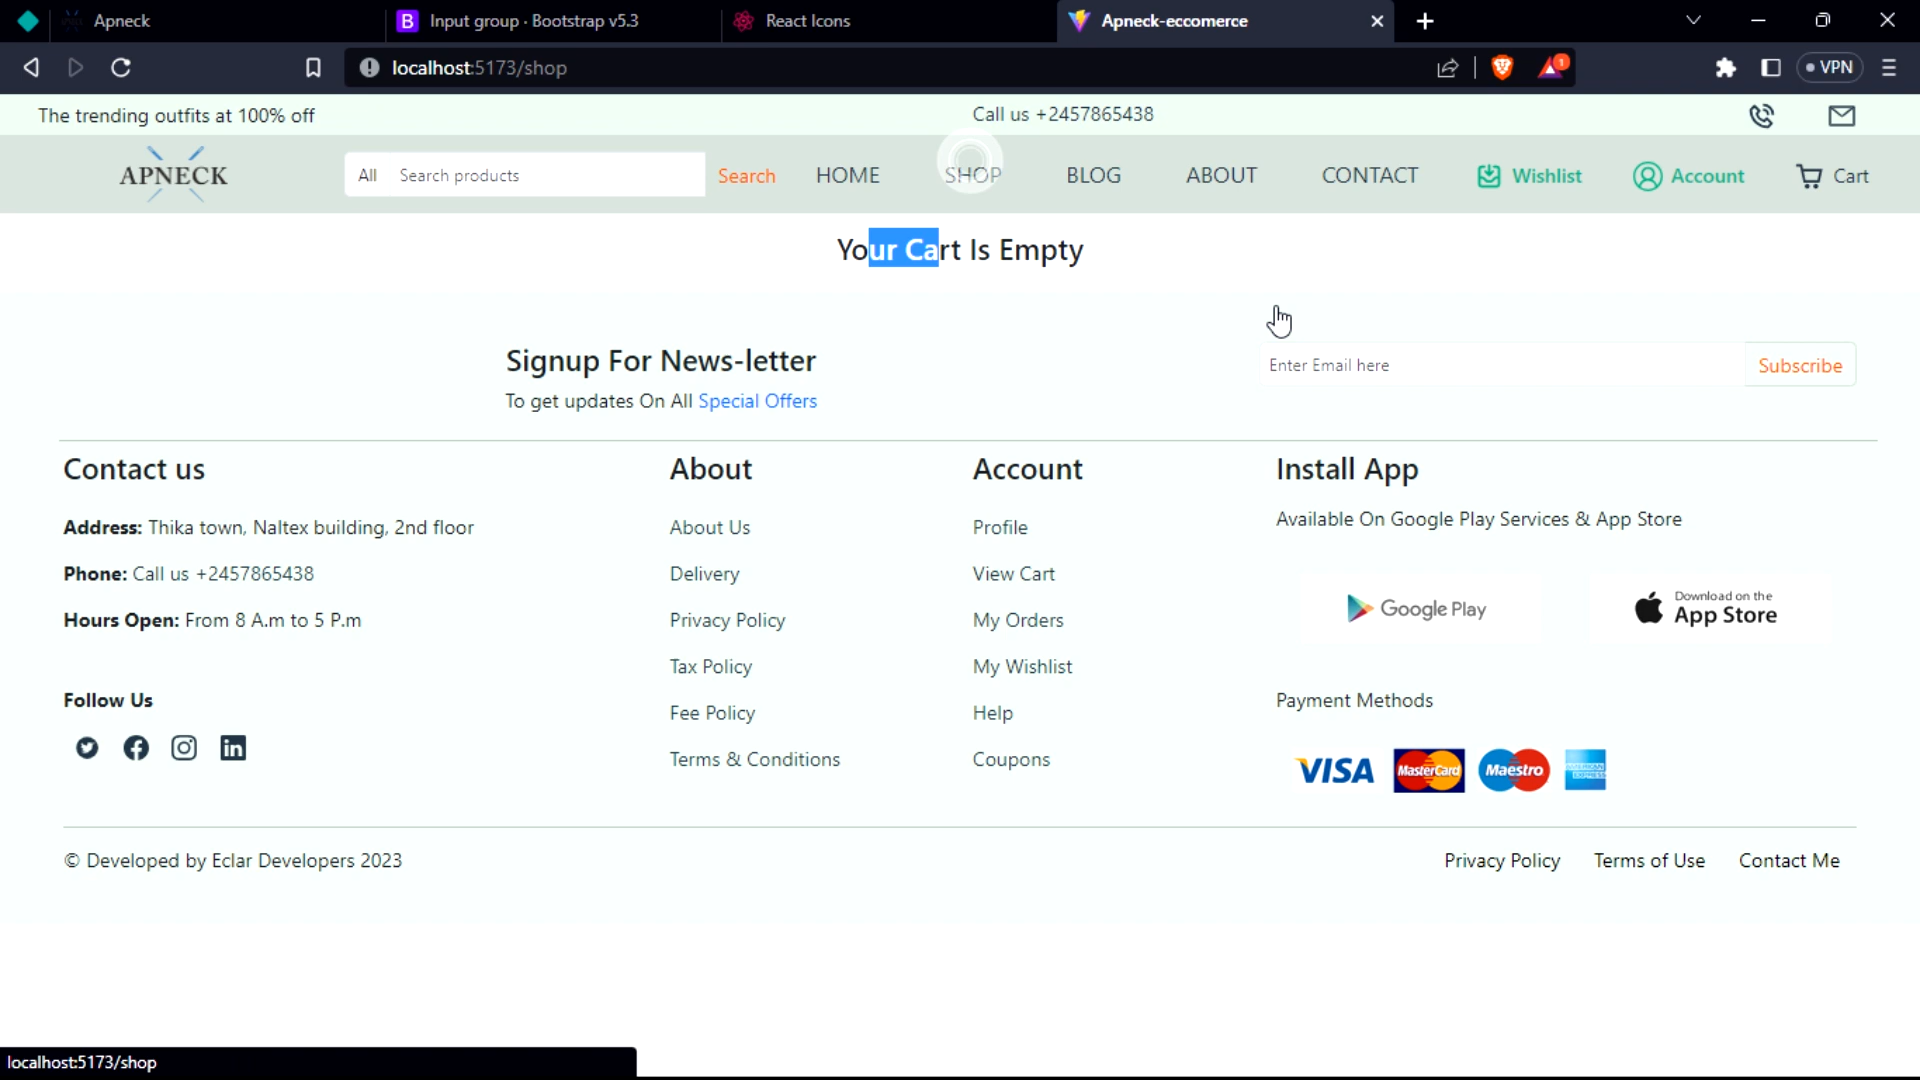 Apneck
B Input group · Bootstrap v5.3
React Icons
Apneck-eccomerce
localhost:5173/shop
1
VPN
The trending outfits at 100% off
Call us +2457865438
APNECK
All Search products Search
HOME SHOP BLOG ABOUT CONTACT
Wishlist Account Cart
Your Cart Is Empty
Signup For News-letter
To get updates On All Special Offers
Enter Email here Subscribe
Contact us
Address: Thika town, Naltex building, 2nd floor
Phone: Call us +2457865438
Hours Open: From 8 A.m to 5 P.m
Follow Us
in
About
About Us
Delivery
Privacy Policy
Tax Policy
Fee Policy
Terms & Conditions
Account
Profile
View Cart
My Orders
My Wishlist
Help
Coupons
Install App
Available On Google Play Services & App Store
Google Play
Download on the
App Store
Payment Methods
VISA MasterCard Maestro AMERICAN EXPRESS
© Developed by Eclar Developers 2023
Privacy Policy Terms of Use Contact Me
localhost:5173/shop